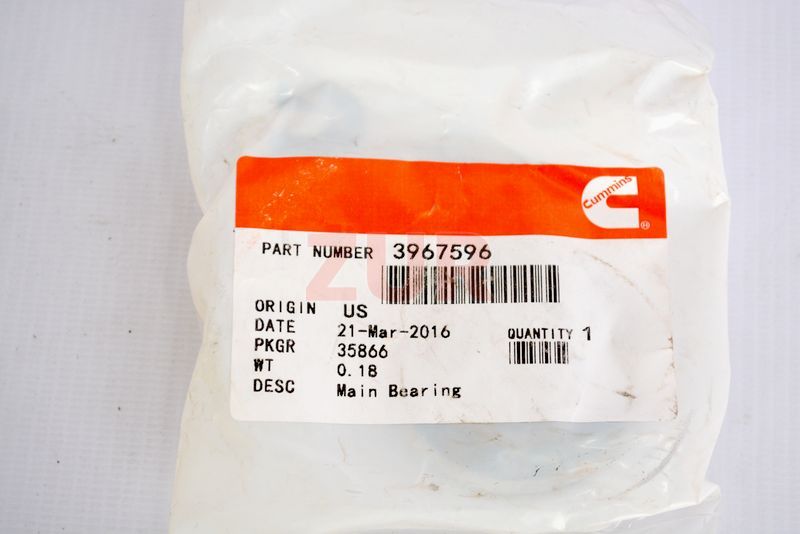 Cummins
®
PART NUMBER 3967596
ZUR
ORIGIN US
DATE 21-Mar-2016
QUANTITY 1
PKGR 35866
WT 0.18
DESC Main Bearing